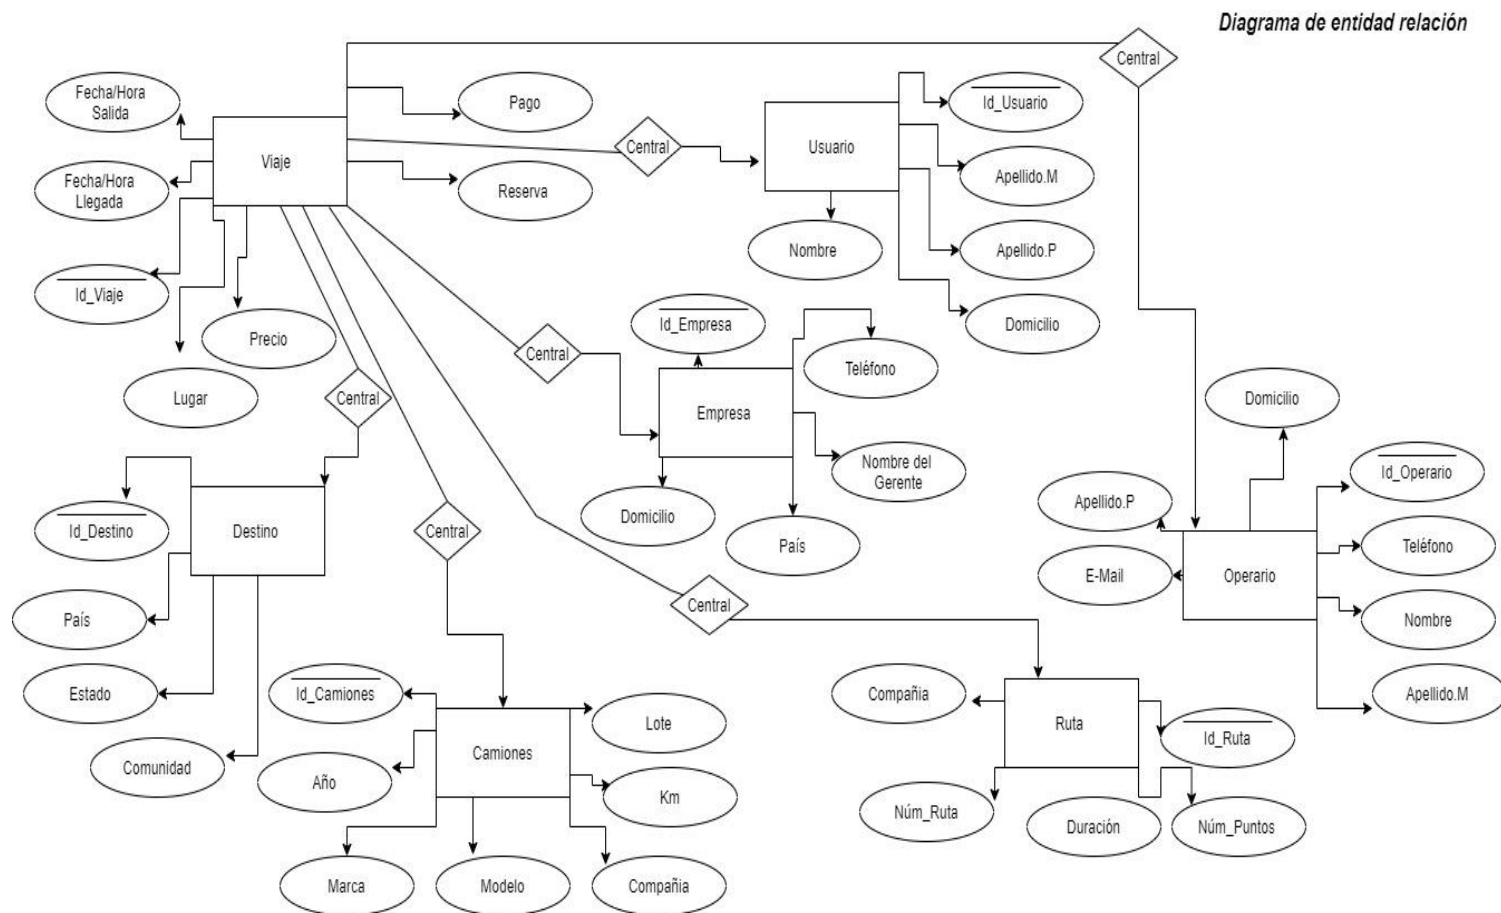 Diagrama de entidad relación
Central
Fecha/Hora
Salida
Pago
Id_Usuario
Viaje
Central
Usuario
Fecha/Hora
Llegada
Reserva
Apellido.M
Nombre
Apellido.P
Id_Viaje
Precio
Id_Empresa
Domicilio
Central
Teléfono
Lugar
Central
Empresa
Domicilio
Nombre del
Gerente
Id_Operario
Apellido.P
Domicilio
País
Id_Destino
Destino
Central
E-Mail
Operario
Teléfono
País
Central
Nombre
Estado
Id_Camiones
Compañia
Apellido.M
Lote
Ruta
Id_Ruta
Comunidad
Camiones
Año
Km
Núm_Ruta
Duración
Núm_Puntos
Marca
Modelo
Compañia